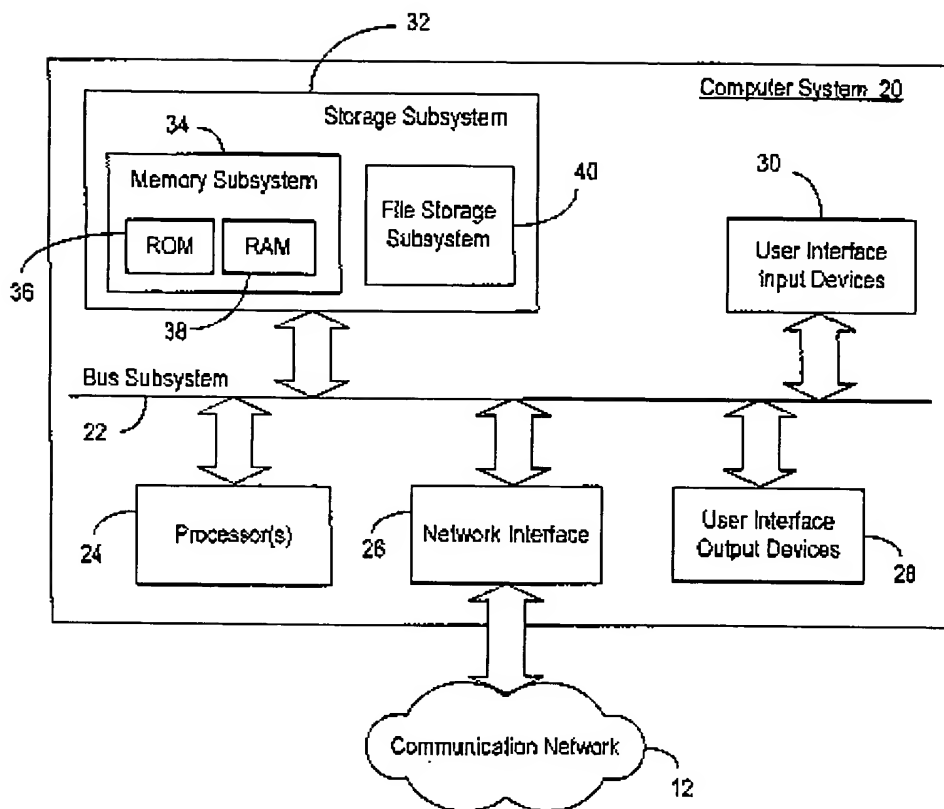 32
Computer System 20
Storage Subsystem
34
Memory Subsystem
ROM
RAM
36
38
File Storage
Subsystem
40
30
User Interface
Input Devices
Bus Subsystem
22
Processor(s)
24
Network Interface
26
User Interface
Output Devices
28
Communication Network
12